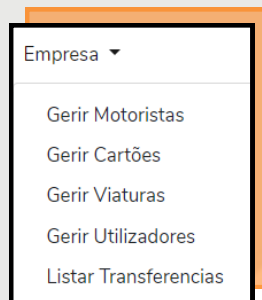 Empresa
Gerir Motoristas
Gerir Cartões
Gerir Viaturas
Gerir Utilizadores
Listar Transferencias